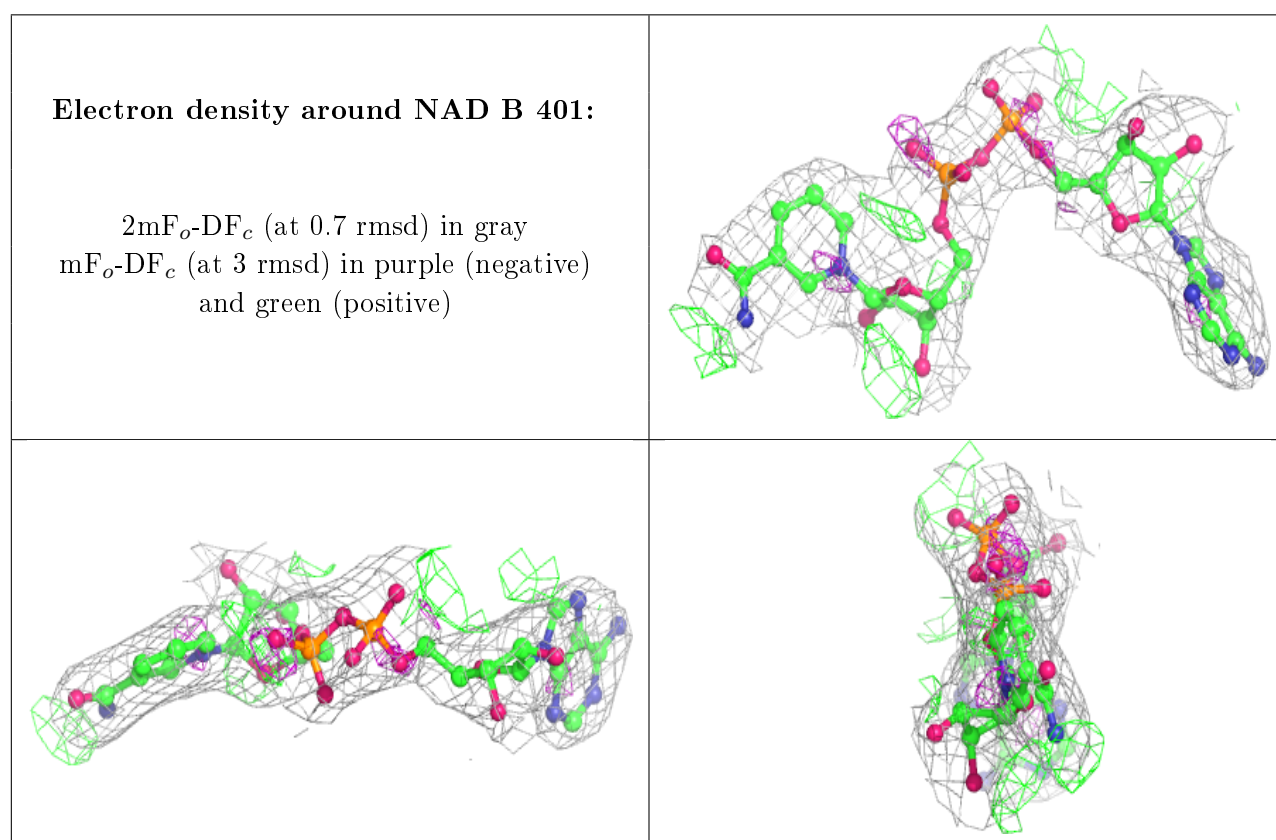 Electron density around NAD B 401:
2mFₒ-DF𝑐 (at 0.7 rmsd) in gray
mFₒ-DF𝑐 (at 3 rmsd) in purple (negative)
and green (positive)